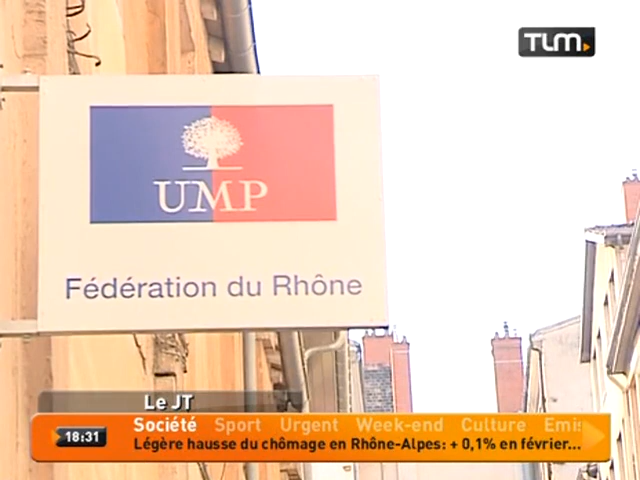 TLM
UMP
Fédération du Rhône
Le JT
Société Sport Urgent Week-end Culture Emis
18:31 Légère hausse du chômage en Rhône-Alpes: + 0,1% en février...